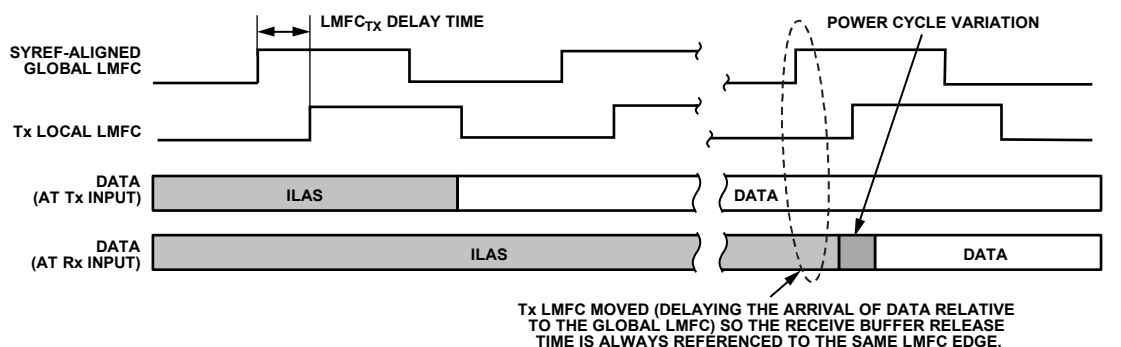 LMFCTX DELAY TIME
POWER CYCLE VARIATION
SYREF-ALIGNED
GLOBAL LMFC
Tx LOCAL LMFC
DATA
(AT Tx INPUT)
ILAS
DATA
DATA
(AT Rx INPUT)
ILAS
DATA
Tx LMFC MOVED (DELAYING THE ARRIVAL OF DATA RELATIVE
TO THE GLOBAL LMFC) SO THE RECEIVE BUFFER RELEASE
TIME IS ALWAYS REFERENCED TO THE SAME LMFC EDGE.